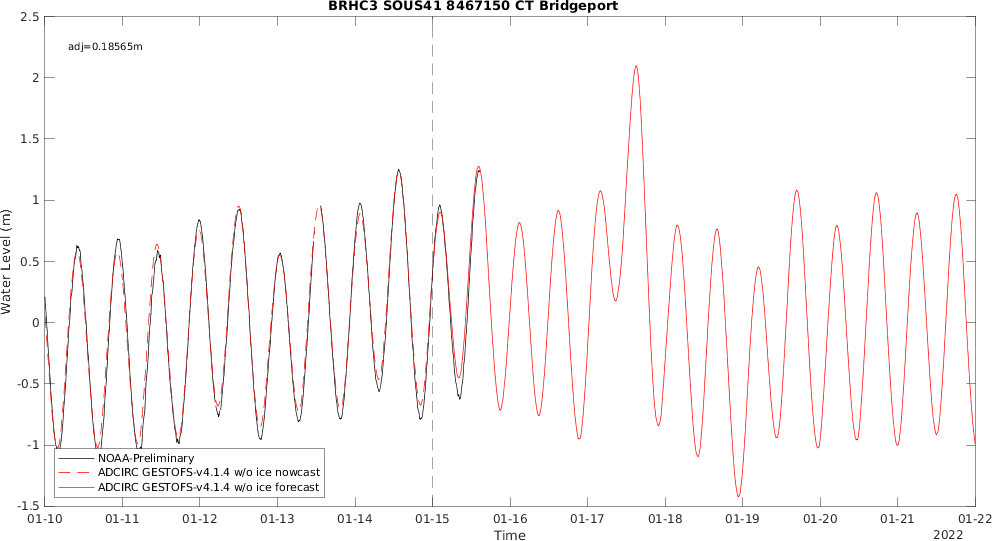 BRHC3 SOUS41 8467150 CT Bridgeport
adj=0.18565m
2.5
2
1.5
1
0.5
0
-0.5
-1
-1.5
Water Level (m)
NOAA-Preliminary
ADCIRC GESTOFS-v4.1.4 w/o ice nowcast
ADCIRC GESTOFS-v4.1.4 w/o ice forecast
01-10 01-11 01-12 01-13 01-14 01-15 01-16 01-17 01-18 01-19 01-20 01-21 01-22
Time
2022